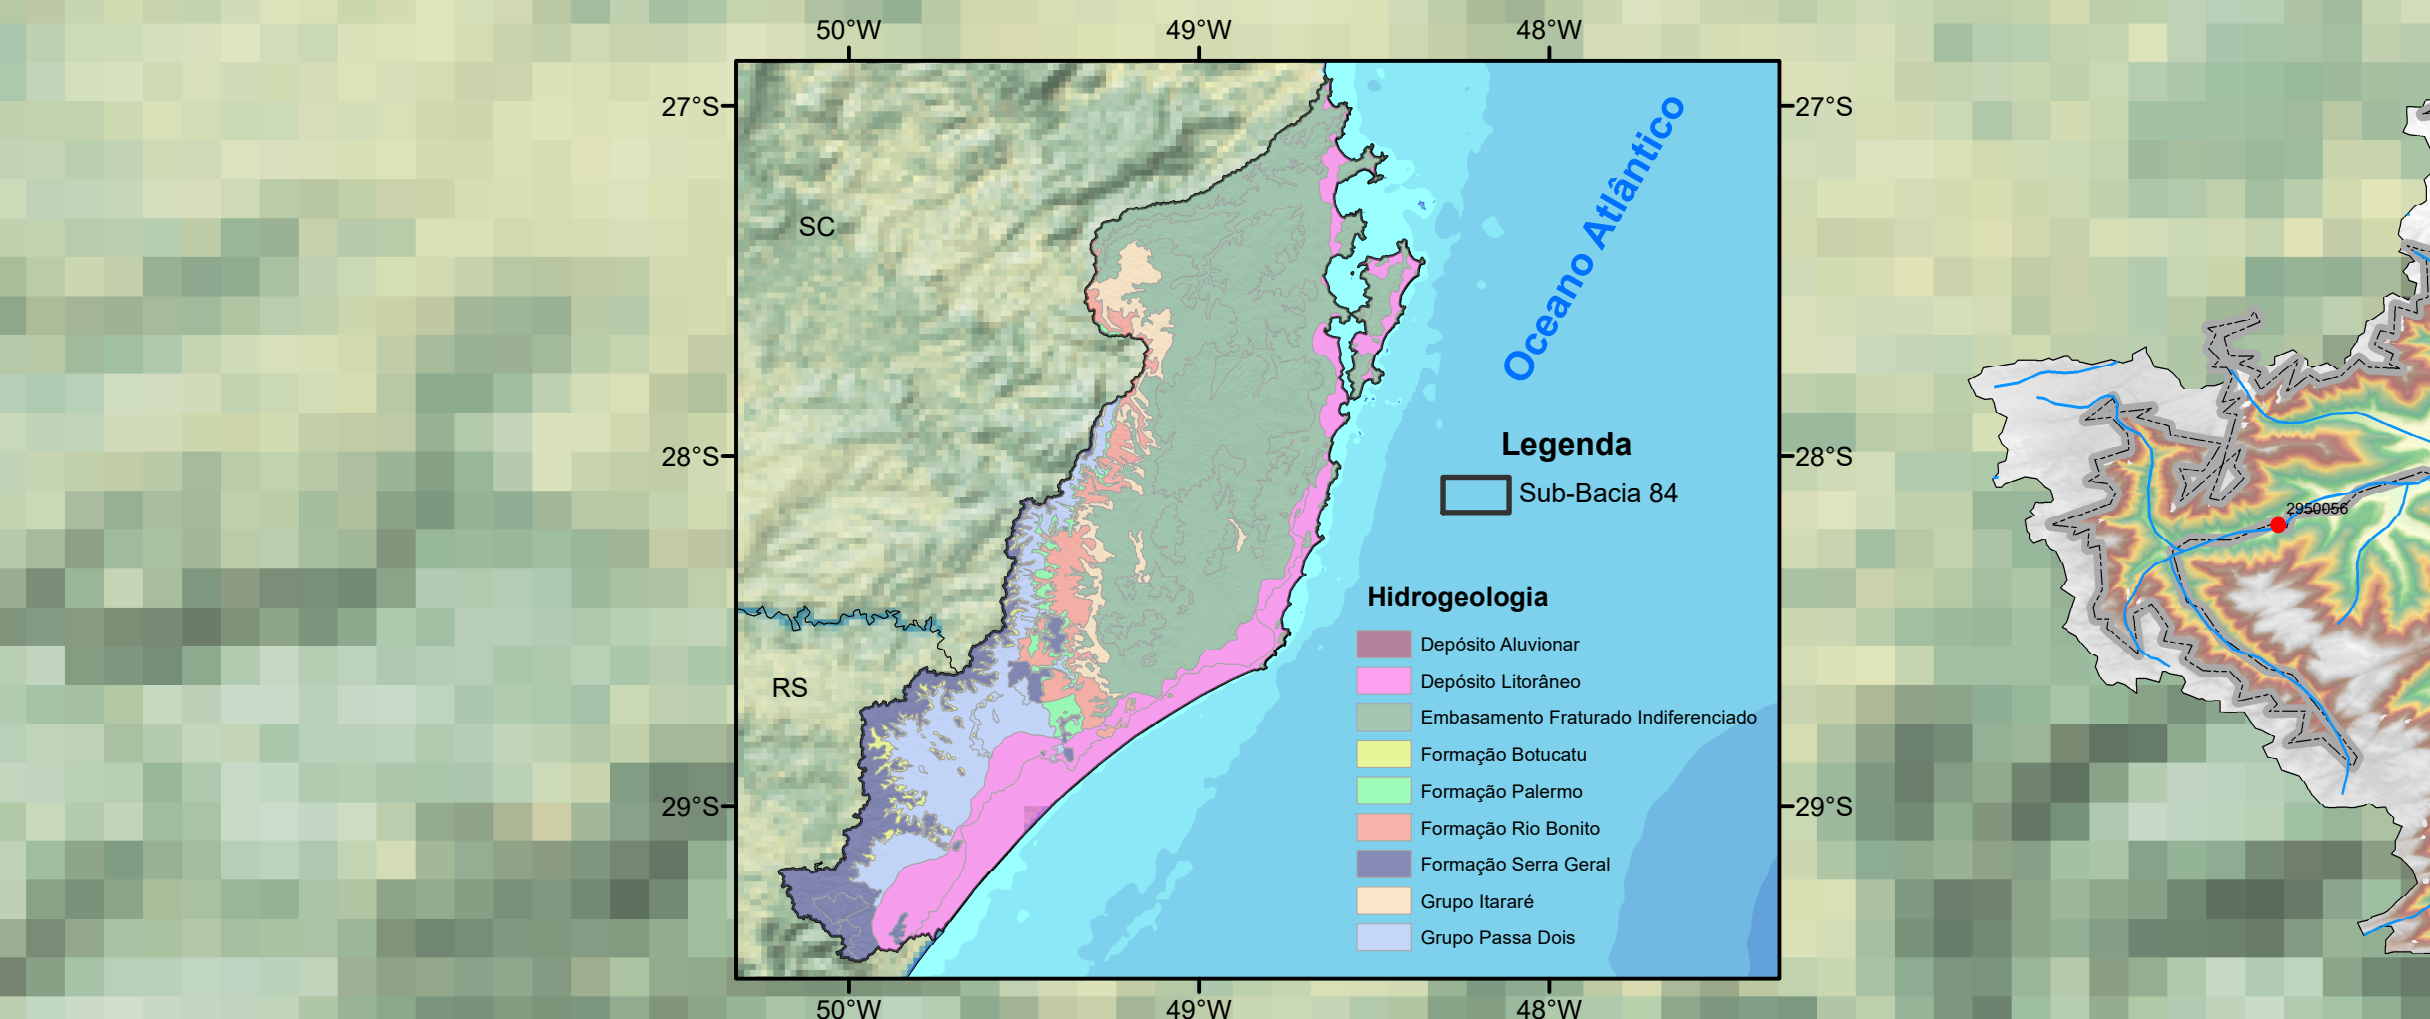 50°W 49°W 48°W
27°S 27°S
Oceano Atlântico
SC
28°S 28°S
Legenda
Sub-Bacia 84
2950056
Hidrogeologia
Depósito Aluvionar
RS
Depósito Litorâneo
Embasamento Fraturado Indiferenciado
Formação Botucatu
Formação Palermo
29°S 29°S
Formação Rio Bonito
Formação Serra Geral
Grupo Itararé
Grupo Passa Dois
50°W 49°W 48°W